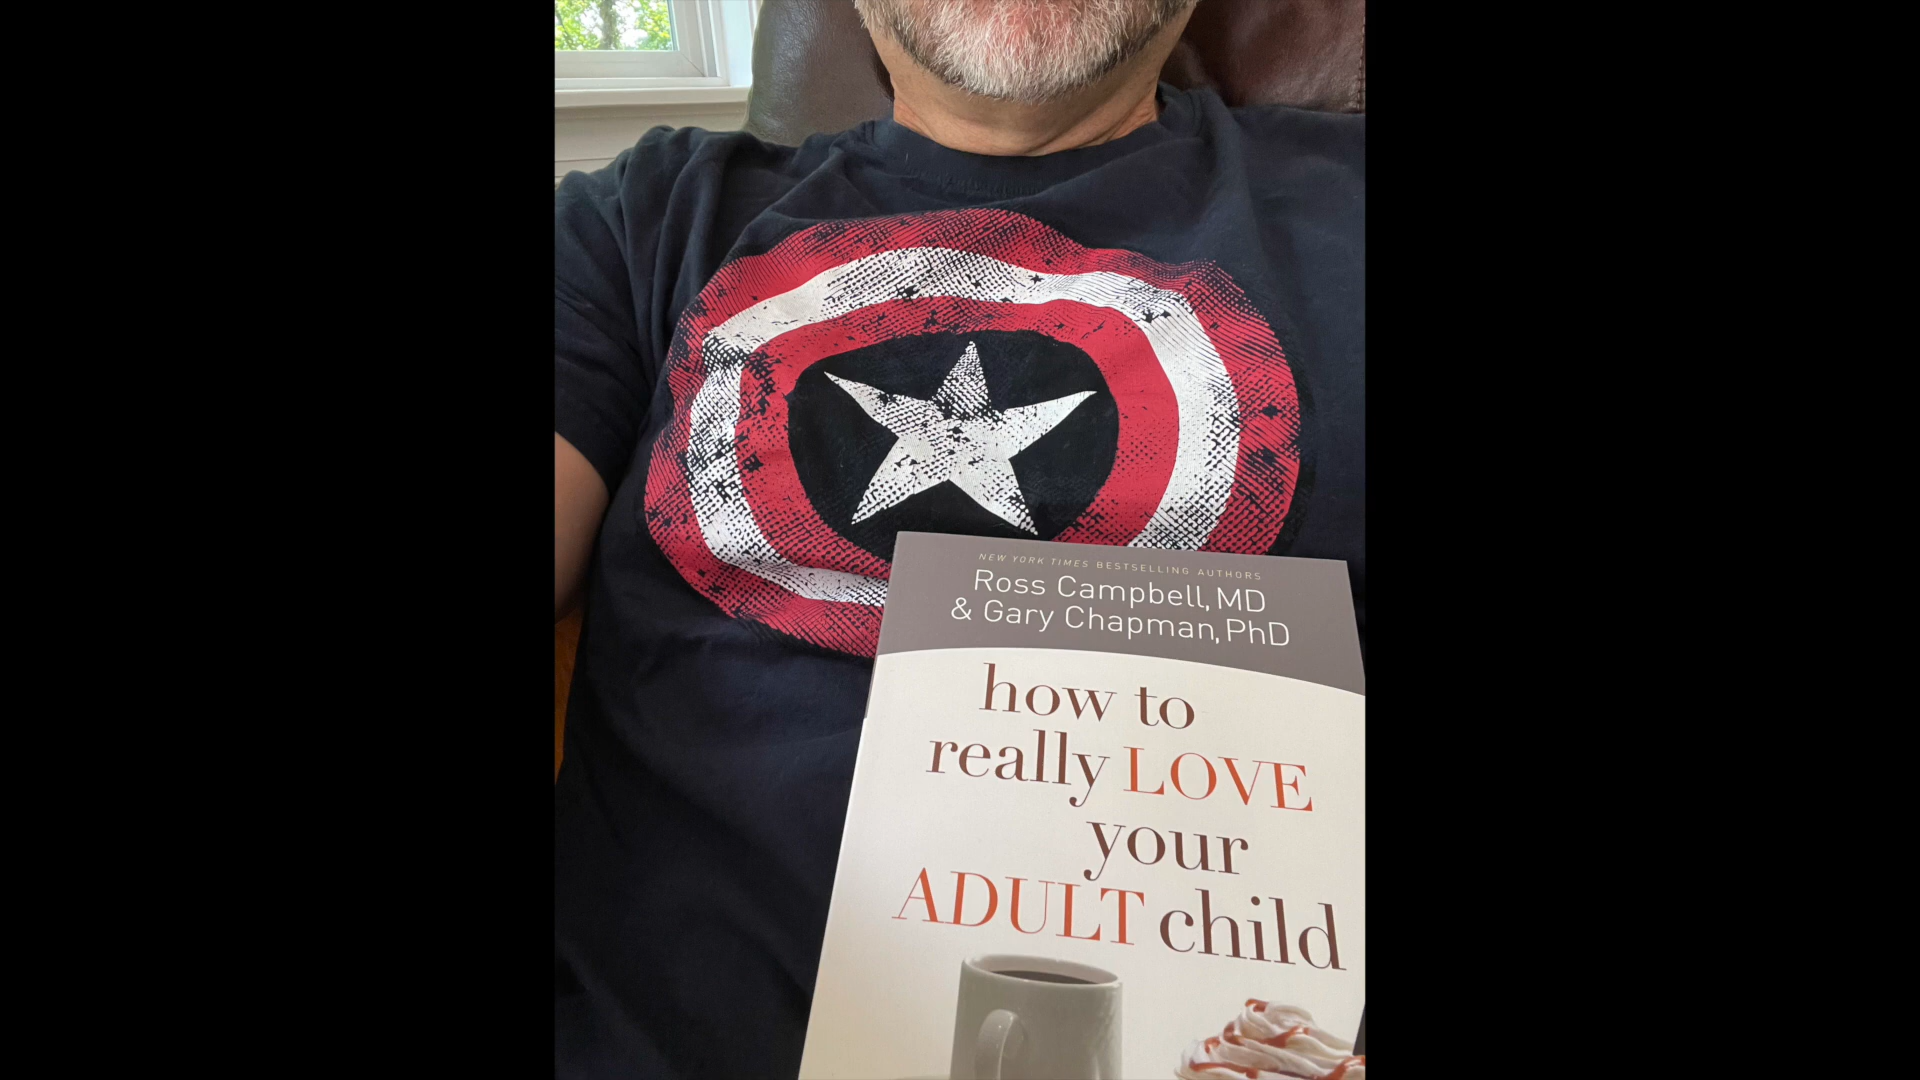 NEW YORK TIMES BESTSELLING AUTHORS
Ross Campbell, MD
& Gary Chapman, PhD
how to
really LOVE
your
ADULT child